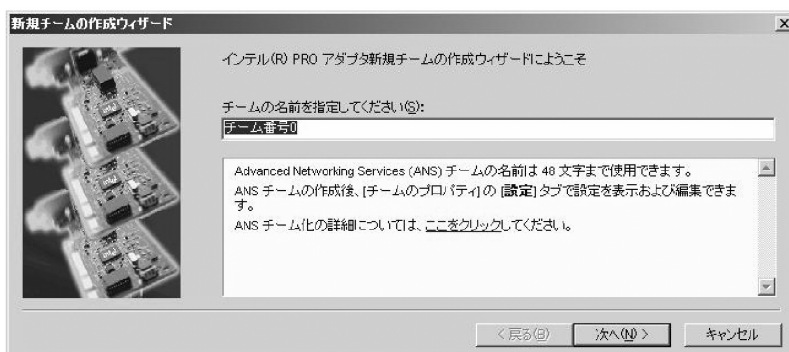 新規チームの作成ウィザード
インテル(R) PRO アダプタ新規チームの作成ウィザードにようこそ
チームの名前を指定してください(S):
チーム番号0
Advanced Networking Services (ANS) チームの名前は 48 文字まで使用できます。
ANS チームの作成後、[チームのプロパティ] の [設定] タブで設定を表示および編集できま
す。
ANS チーム化の詳細については、ここをクリックしてください。
< 戻る(B)
次へ(N) >
キャンセル